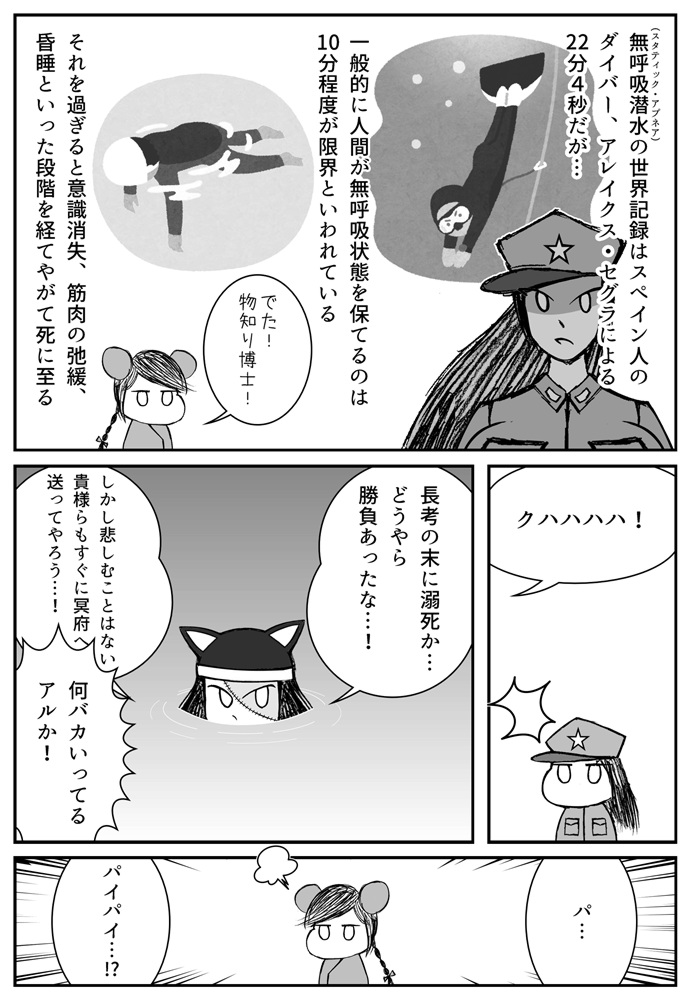 無呼吸潜水の世界記録はスペイン人の
(スタティック・アプネア)
ダイバー、アレイクス・セグラによる
22分4秒だが…
一般的に人間が無呼吸状態を保てるのは
10分程度が限界といわれている
それを過ぎると意識消失、筋肉の弛緩、
昏睡といった段階を経てやがて死に至る
でた！
物知り博士！
クハハハハ！
長考の末に溺死か…
どうやら
勝負あったな…！
しかし悲しむことはない
貴様らもすぐに冥府へ
送ってやろう…！
何バカいってる
アルか！
パ…
パイパイ…!?